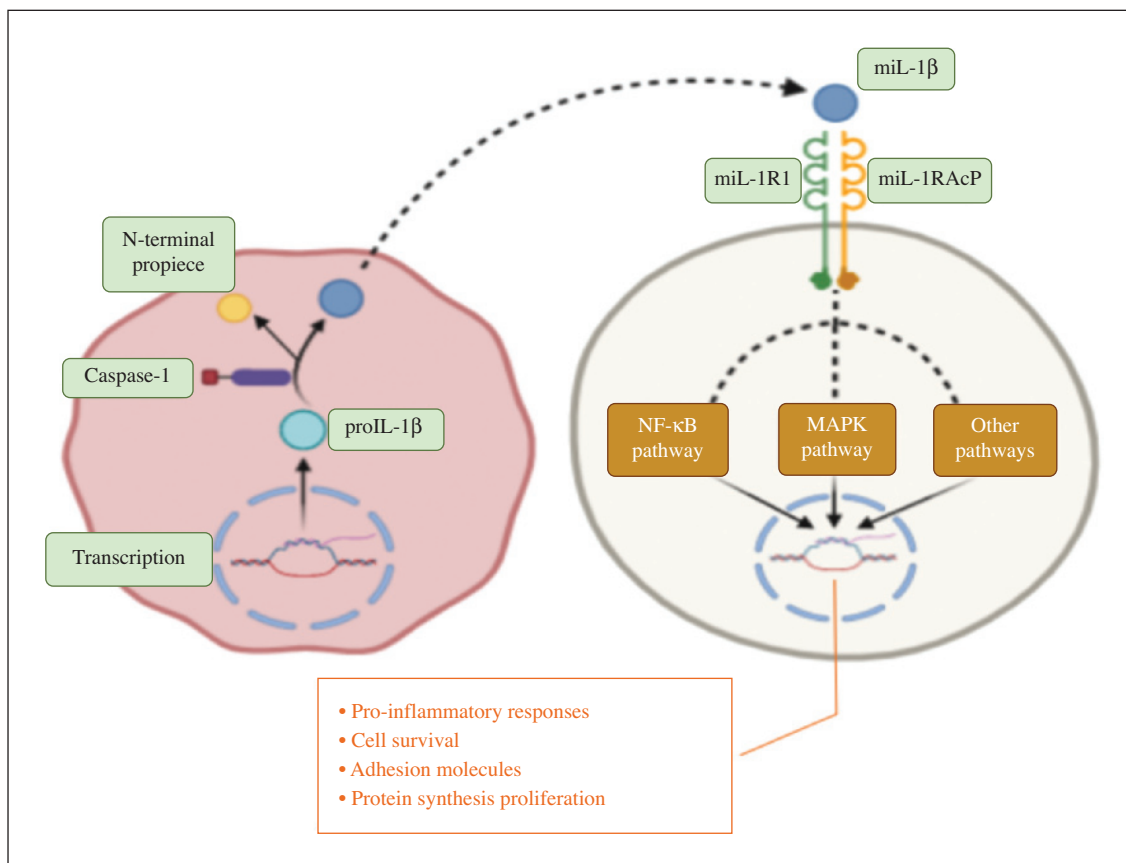 miL-1β
miL-1R1
miL-1RAcP
N-terminal
propiece
Caspase-1
proIL-1β
Transcription
NF-κB
pathway
MAPK
pathway
Other
pathways
• Pro-inflammatory responses
• Cell survival
• Adhesion molecules
• Protein synthesis proliferation